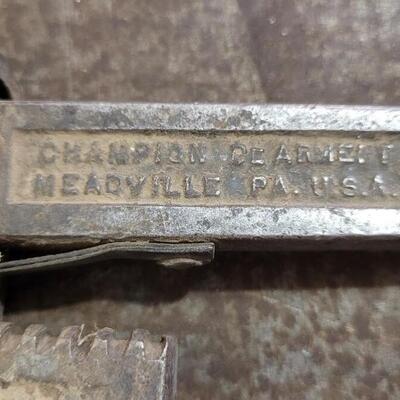 CHAMPION DEARMENT
MEADVILLE PA. U.S.A.